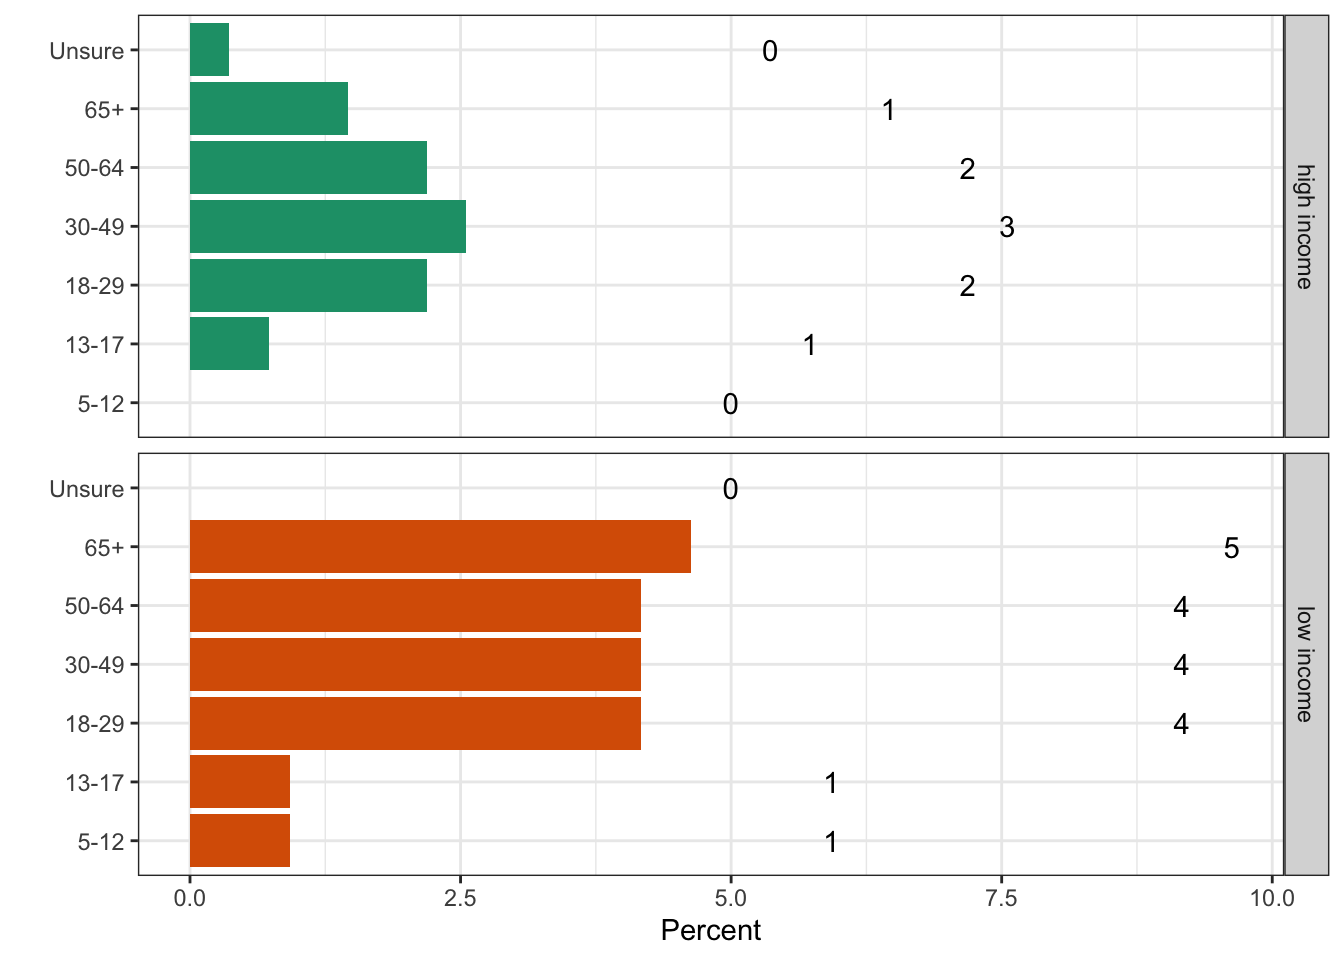 Unsure 0
65+ 1
50-64 2
30-49 3
18-29 2
13-17 1
5-12 0
high income
Unsure 0
65+ 5
50-64 4
30-49 4
18-29 4
13-17 1
5-12 1
low income
0.0 2.5 5.0 7.5 10.0
Percent